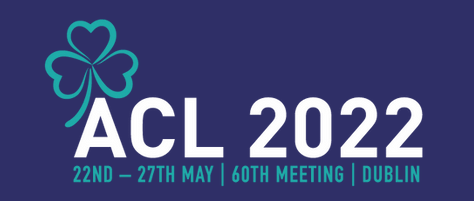 ACL 2022
22ND – 27TH MAY | 60TH MEETING | DUBLIN